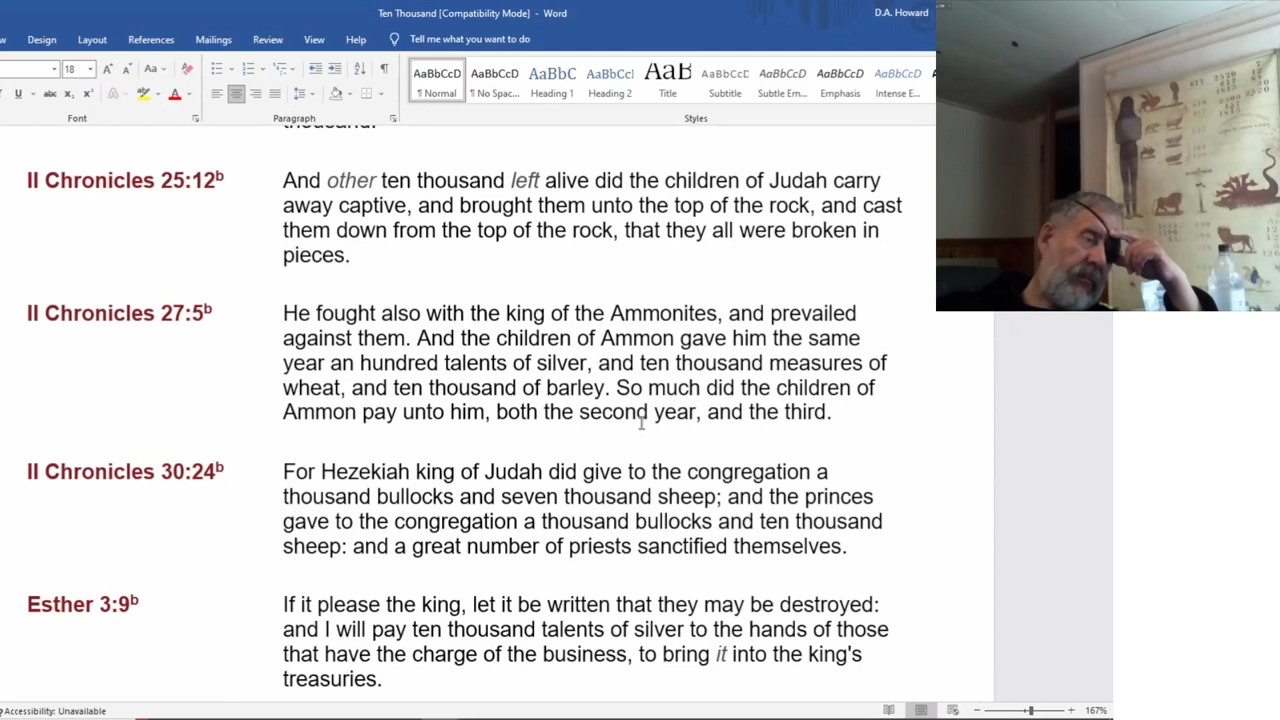 Ten Thousand [Compatibility Mode] - Word
D.A. Howard
Design Layout References Mailings Review View Help Tell me what you want to do
18 Aa
AaBbCcD AaBbCcD AaBbC AaBbCcI AaB AaBbCcD AaBbCcD AaBbCcD AaBbCcD
¶ Normal ¶ No Spac... Heading 1 Heading 2 Title Subtitle Subtle Em... Emphasis Intense E...
Font Paragraph Styles
thousand.
II Chronicles 25:12b And other ten thousand left alive did the children of Judah carry
away captive, and brought them unto the top of the rock, and cast
them down from the top of the rock, that they all were broken in
pieces.
II Chronicles 27:5b He fought also with the king of the Ammonites, and prevailed
against them. And the children of Ammon gave him the same
year an hundred talents of silver, and ten thousand measures of
wheat, and ten thousand of barley. So much did the children of
Ammon pay unto him, both the second year, and the third.
II Chronicles 30:24b For Hezekiah king of Judah did give to the congregation a
thousand bullocks and seven thousand sheep; and the princes
gave to the congregation a thousand bullocks and ten thousand
sheep: and a great number of priests sanctified themselves.
Esther 3:9b If it please the king, let it be written that they may be destroyed:
and I will pay ten thousand talents of silver to the hands of those
that have the charge of the business, to bring it into the king's
treasuries.
Accessibility: Unavailable
167%